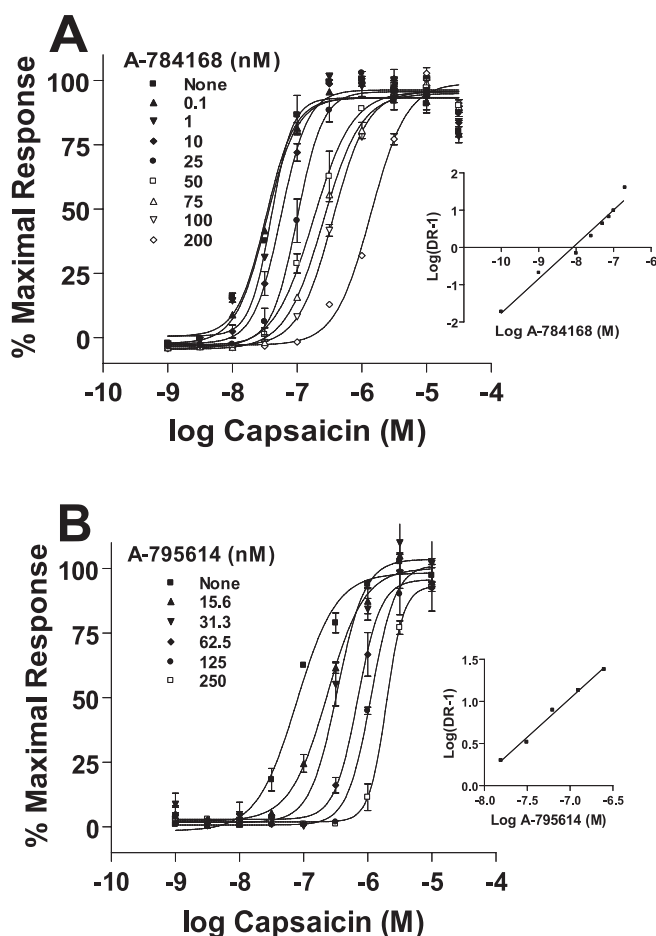 A
A-784168 (nM)
None
0.1
1
10
25
50
75
100
200
% Maximal Response
100
75
50
25
0
-10 -9 -8 -7 -6 -5 -4
log Capsaicin (M)
Log(DR-1)
2
1
0
-1
-2
-11 -10 -9 -8 -7 -6
Log A-784168 (M)
B
A-795614 (nM)
None
15.6
31.3
62.5
125
250
% Maximal Response
100
75
50
25
0
-10 -9 -8 -7 -6 -5 -4
log Capsaicin (M)
Log(DR-1)
1.5
1.0
0.5
0.0
-8.0 -7.5 -7.0 -6.5
Log A-795614 (M)